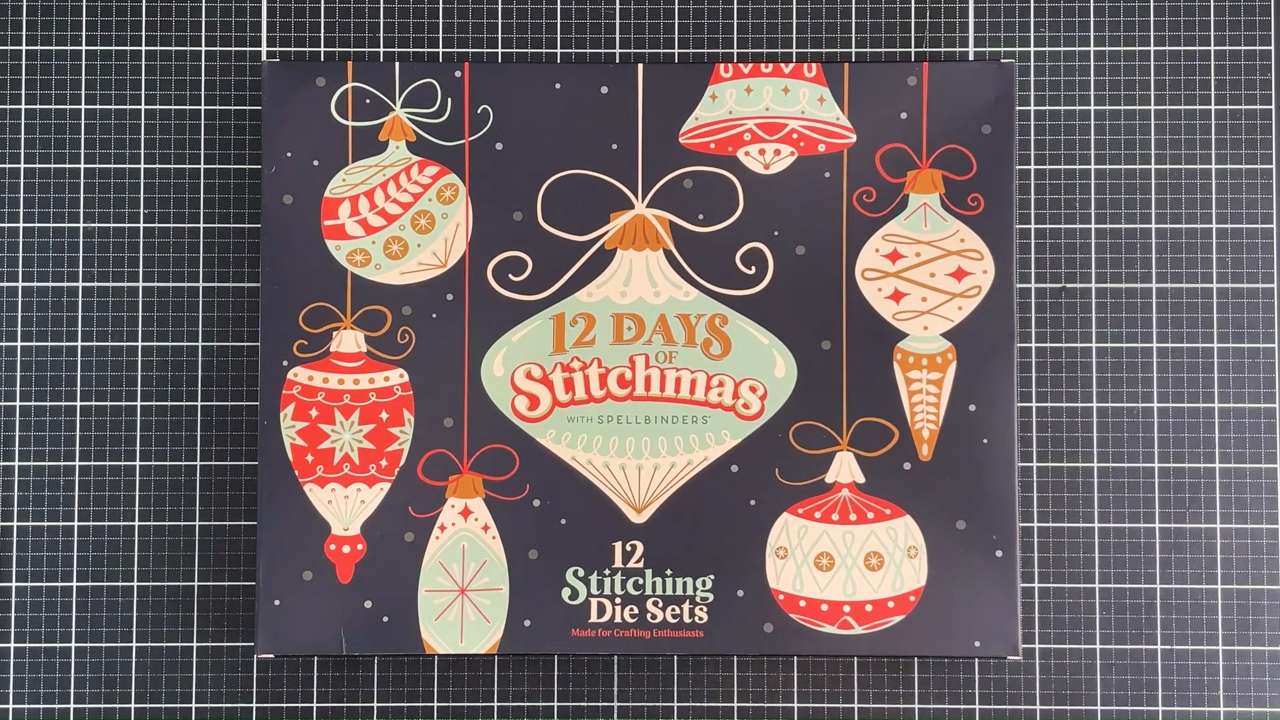 12 DAYS
OF
Stitchmas
WITH SPELLBINDERS®
12
Stitching
Die Sets
Made for Crafting Enthusiasts